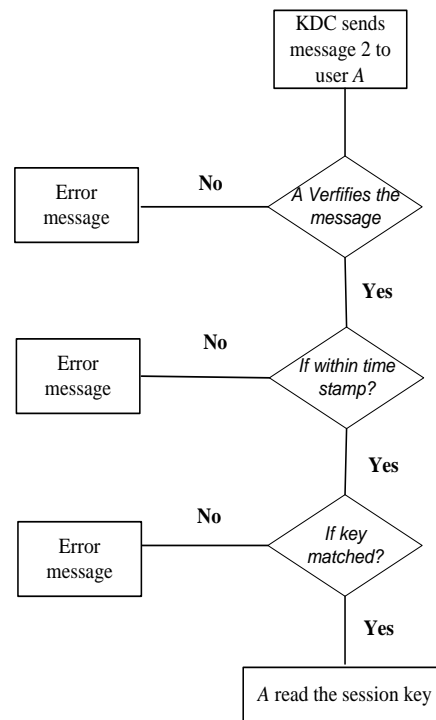 KDC sends
message 2 to
user A
No
A Verfifies the
message
Error
message
Yes
No
If within time
stamp?
Error
message
Yes
No
If key
matched?
Error
message
Yes
A read the session key